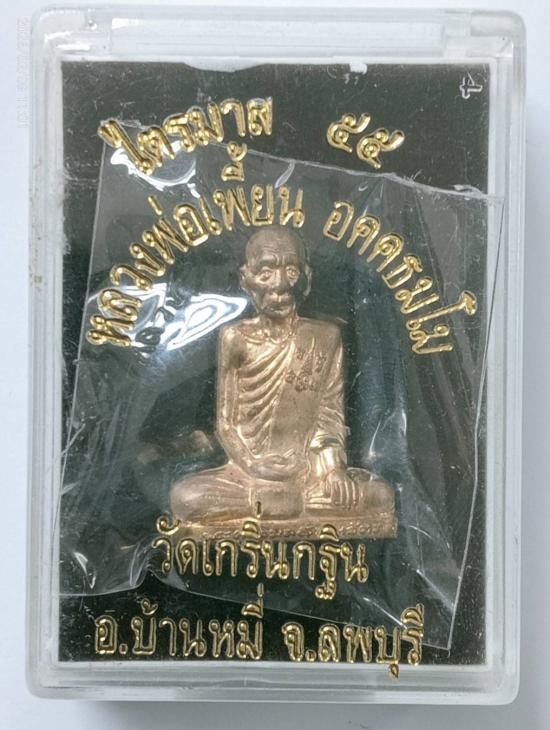 ไตรมาส ๕๕
หลวงพ่อเพี้ยน อคฺคธมฺโม
วัดเกริ่นกฐิน
อ.บ้านหมี่ จ.ลพบุรี